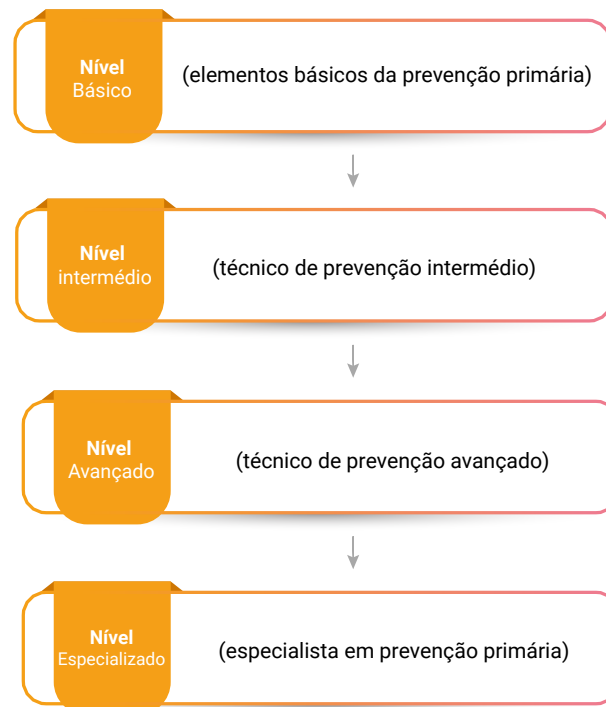 Nível
Básico
(elementos básicos da prevenção primária)
Nível
intermédio
(técnico de prevenção intermédio)
Nível
Avançado
(técnico de prevenção avançado)
Nível
Especializado
(especialista em prevenção primária)